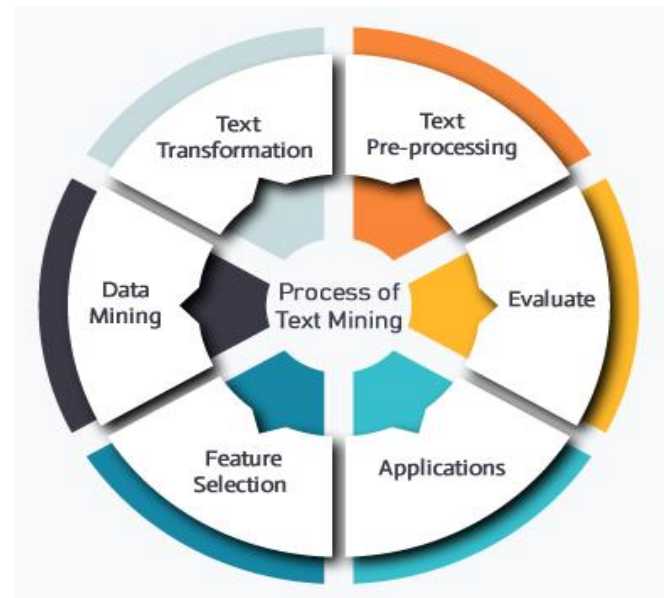 Text
Transformation
Text
Pre-processing
Data
Mining
Process of
Text Mining
Evaluate
Feature
Selection
Applications